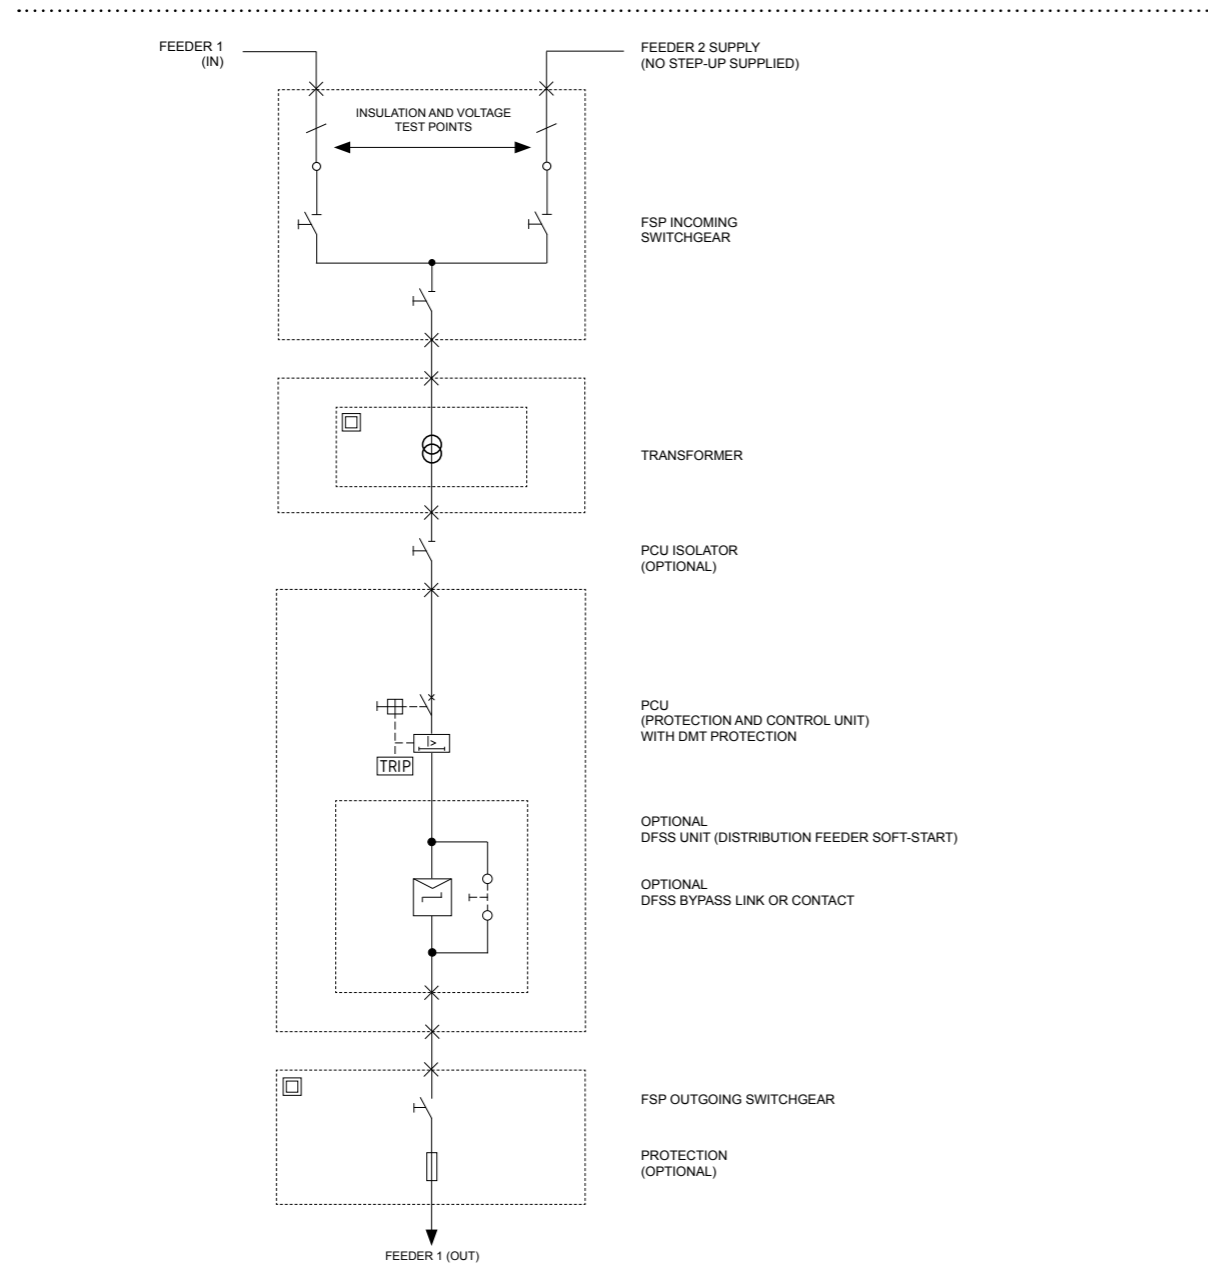 FEEDER 1
(IN)
FEEDER 2 SUPPLY
(NO STEP-UP SUPPLIED)
INSULATION AND VOLTAGE
TEST POINTS
FSP INCOMING
SWITCHGEAR
TRANSFORMER
PCU ISOLATOR
(OPTIONAL)
PCU
(PROTECTION AND CONTROL UNIT)
WITH DMT PROTECTION
I>
TRIP
OPTIONAL
DFSS UNIT (DISTRIBUTION FEEDER SOFT-START)
OPTIONAL
DFSS BYPASS LINK OR CONTACT
FSP OUTGOING SWITCHGEAR
PROTECTION
(OPTIONAL)
FEEDER 1 (OUT)